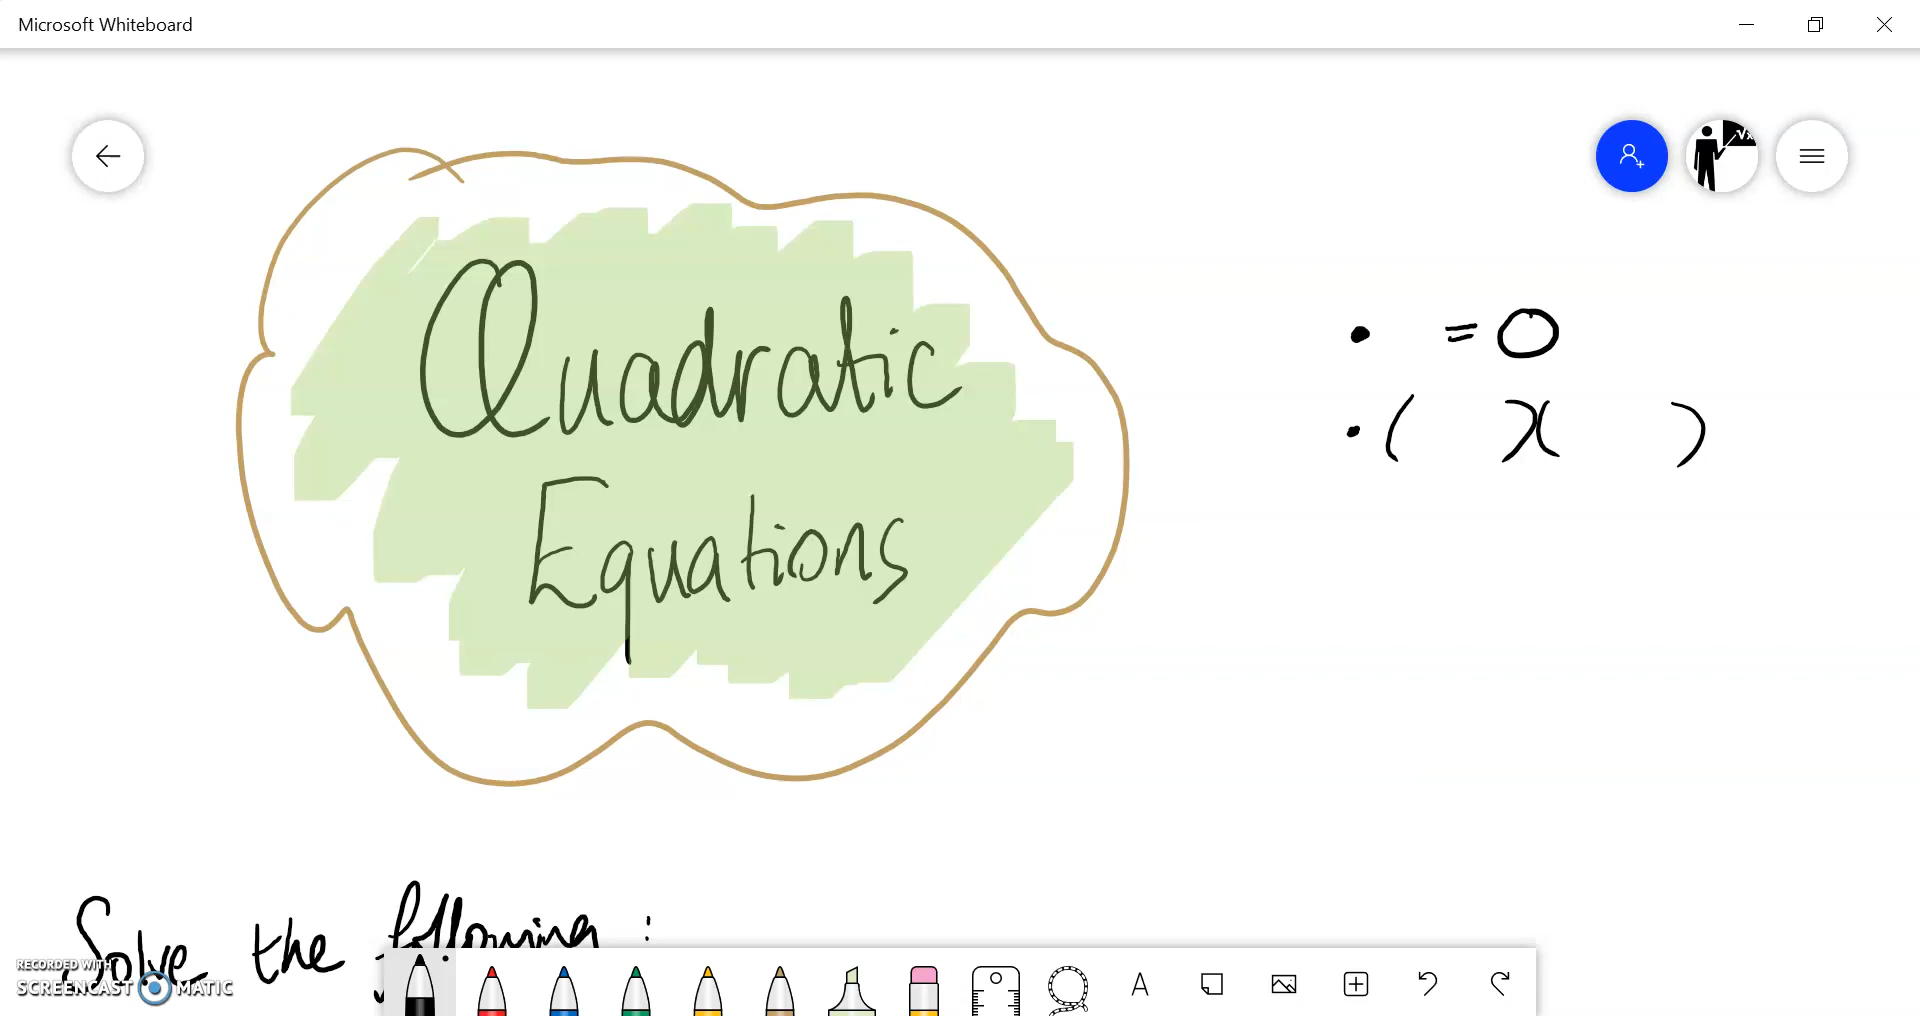 Microsoft Whiteboard
√x
Quadratic
Equations
• = 0
• ( x )
Solve the following :
RECORDED WITH
SCREENCAST MATIC
A